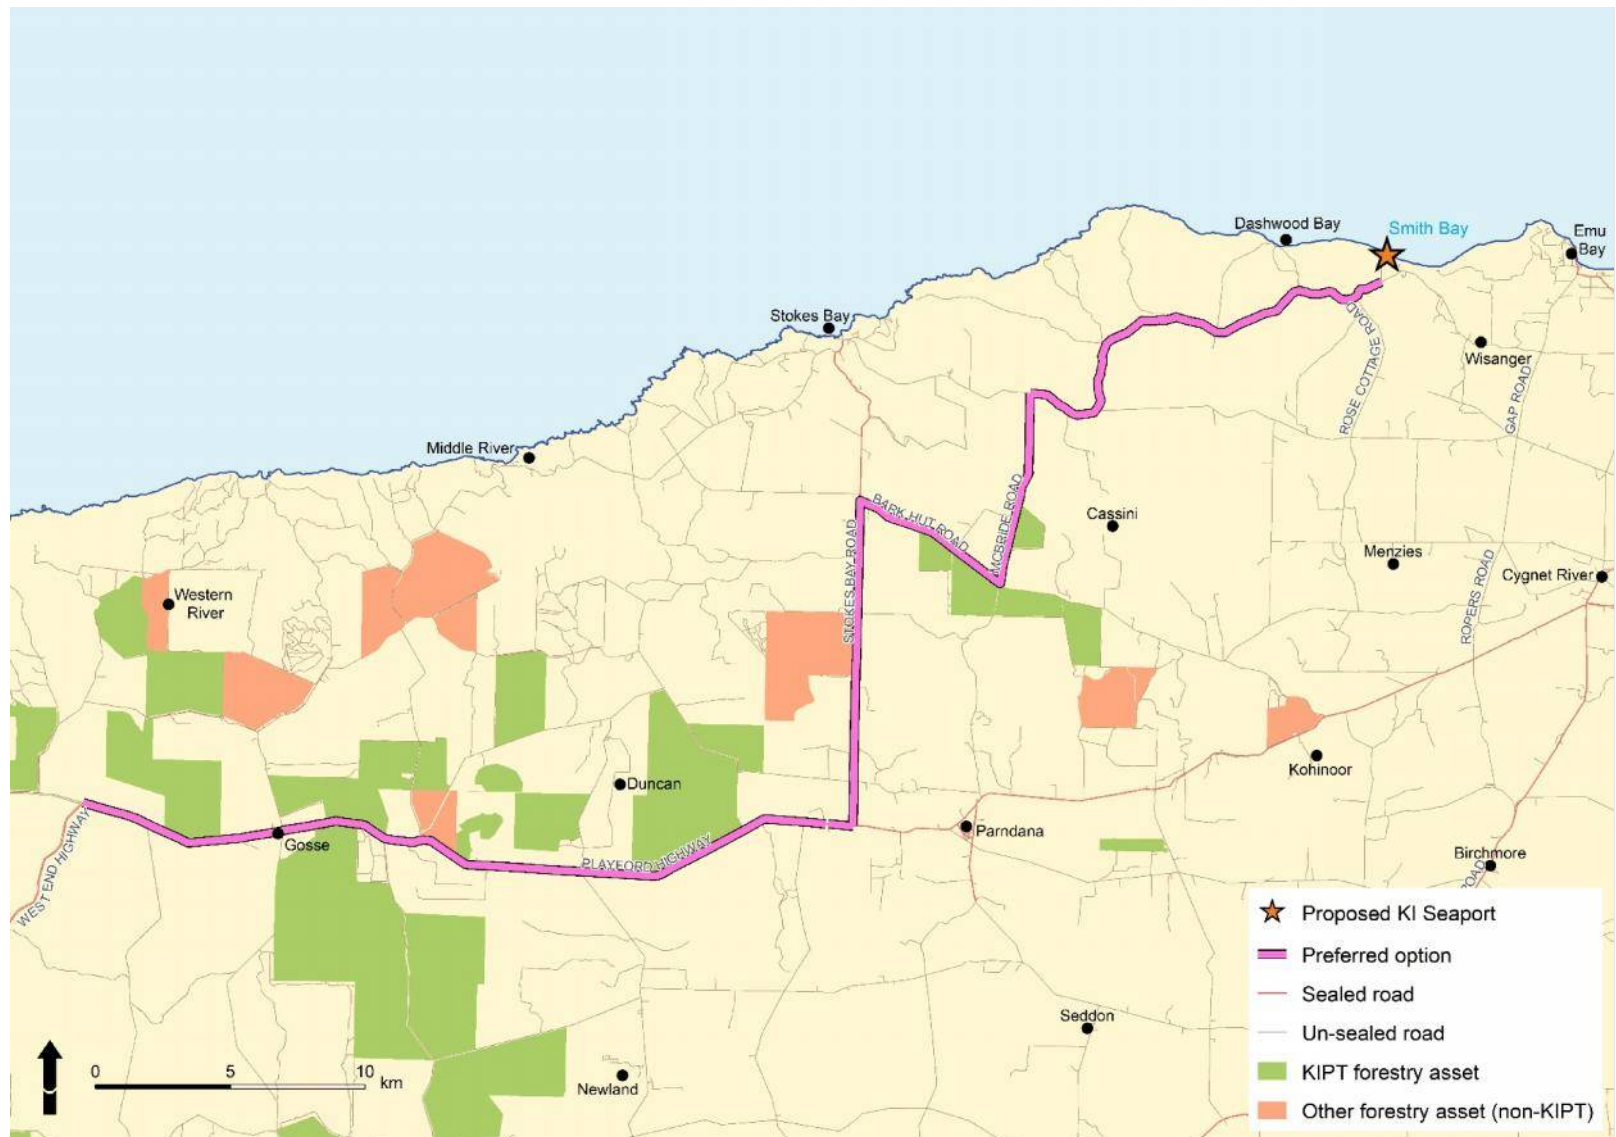 Dashwood Bay
Smith Bay
Emu
Bay
Stokes Bay
Wisanger
ROSE COTTAGE ROAD
GAP ROAD
Middle River
BARK HUT ROAD
MCBRIDE ROAD
STOKES BAY ROAD
Cassini
Menzies
Cygnet River
ROPERS ROAD
Western
River
Duncan
Kohinoor
Gosse
PLAYFORD HIGHWAY
WEST END HIGHWAY
Parndana
Birchmore
ROAD
Seddon
Newland
0 5 10 km
Proposed KI Seaport
Preferred option
Sealed road
Un-sealed road
KIPT forestry asset
Other forestry asset (non-KIPT)